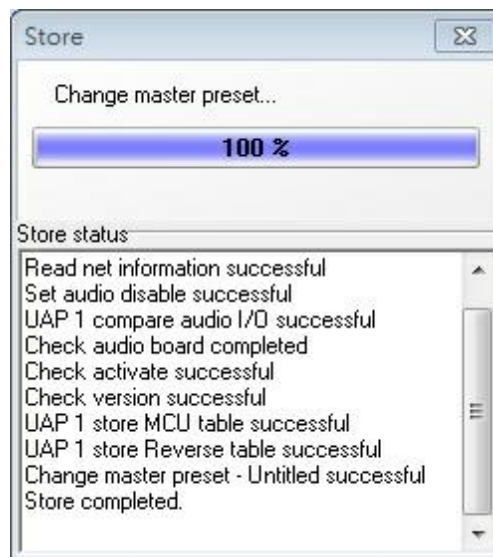 Store
Change master preset...
100 %
Store status
Read net information successful
Set audio disable successful
UAP 1 compare audio I/O successful
Check audio board completed
Check activate successful
Check version successful
UAP 1 store MCU table successful
UAP 1 store Reverse table successful
Change master preset - Untitled successful
Store completed.